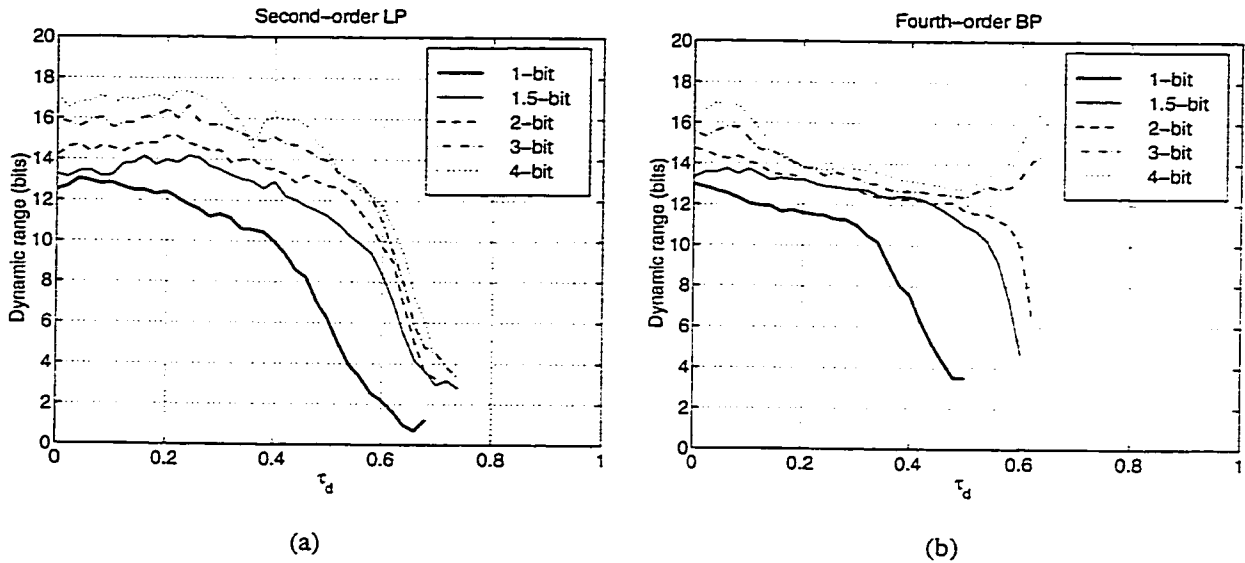 Second-order LP
Dynamic range (bits)
20
18
16
14
12
10
8
6
4
2
0
1-bit
1.5-bit
2-bit
3-bit
4-bit
0
0.2
0.4
0.6
0.8
1
τd
(a)
Fourth-order BP
Dynamic range (bits)
20
18
16
14
12
10
8
6
4
2
0
1-bit
1.5-bit
2-bit
3-bit
4-bit
0
0.2
0.4
0.6
0.8
1
τd
(b)